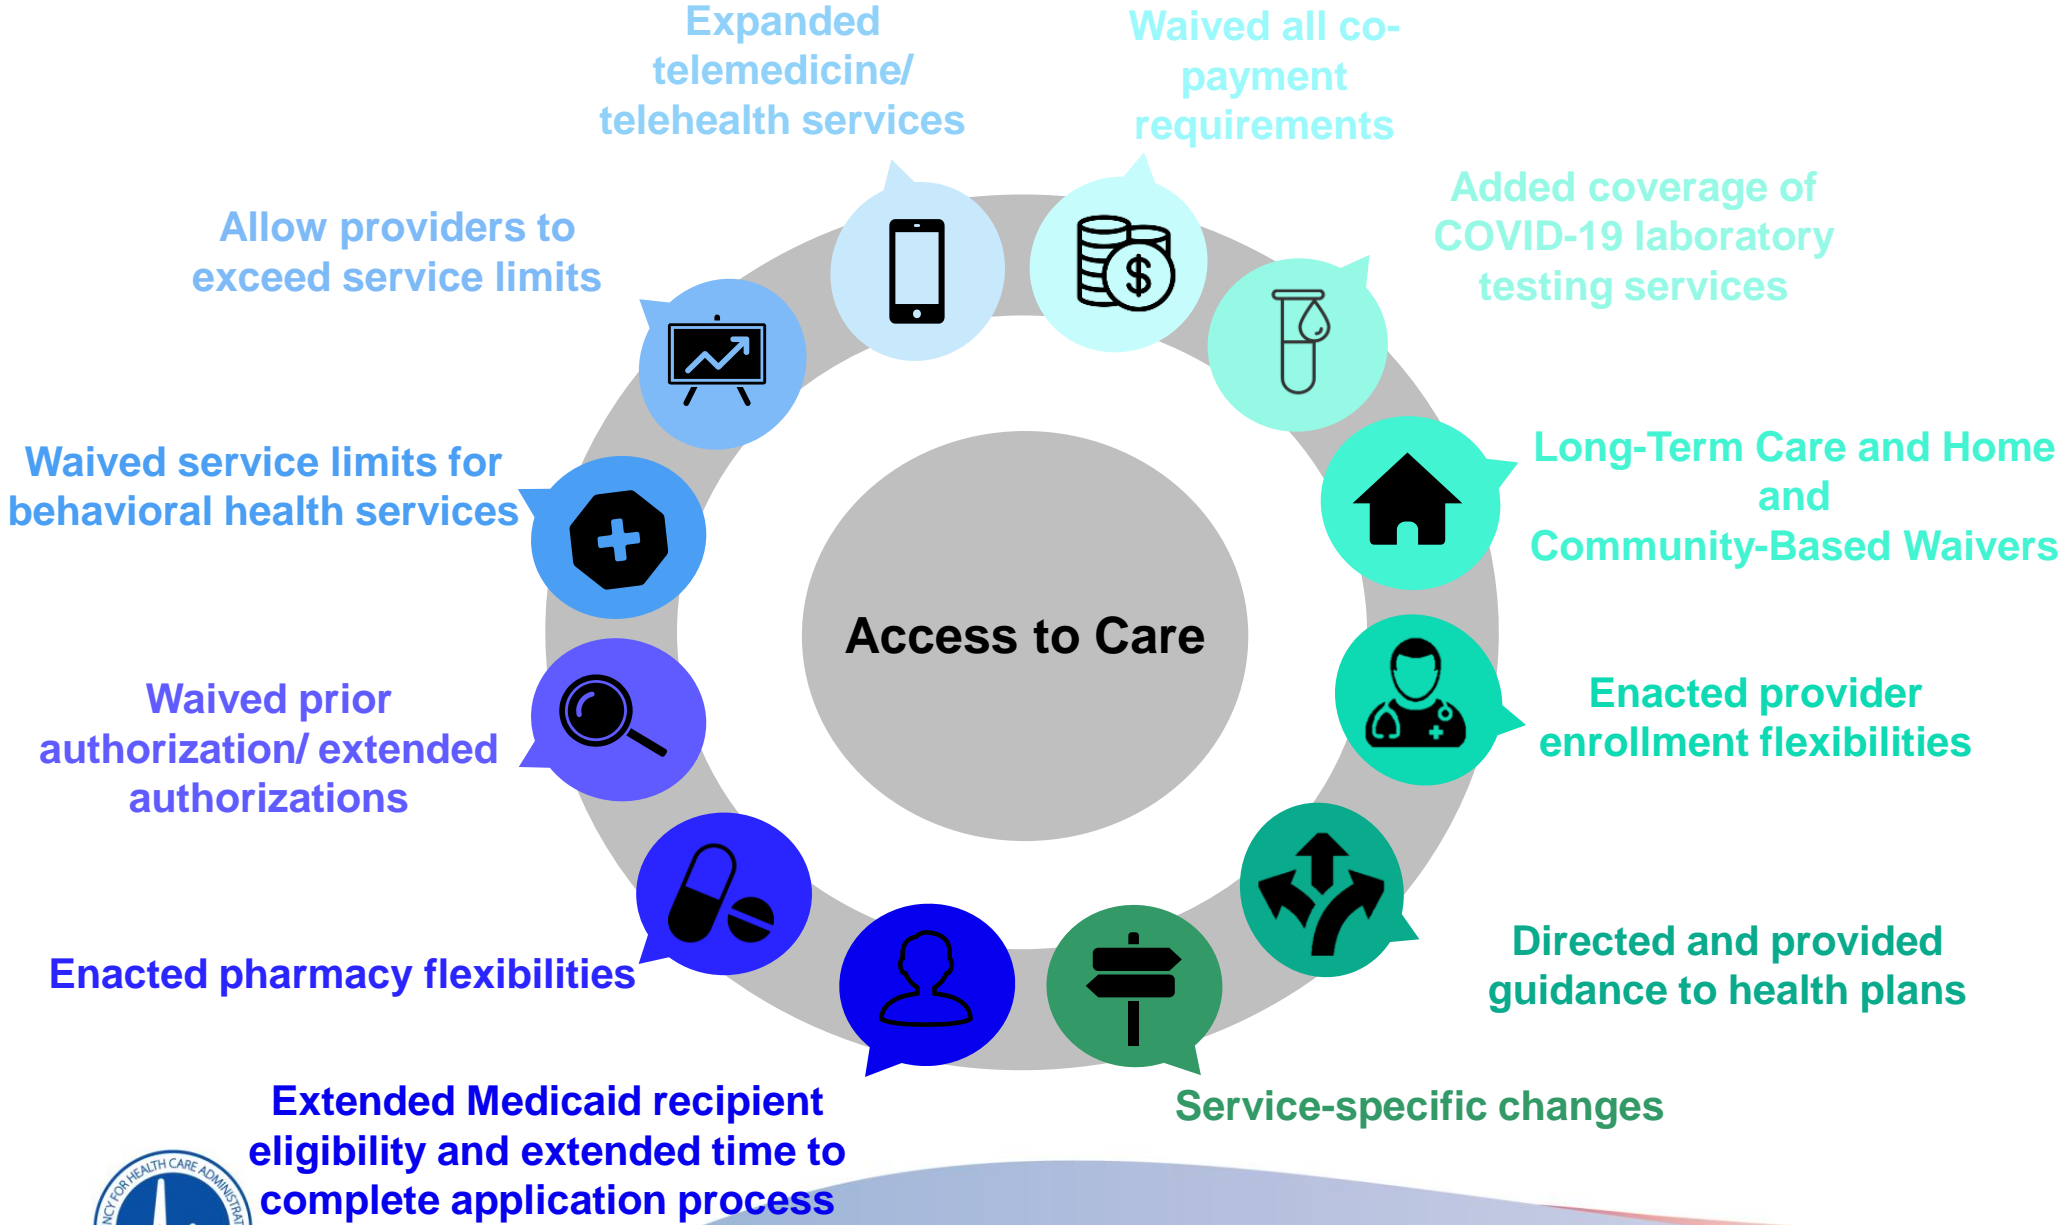 Expanded
telemedicine/
telehealth services
Waived all co-
payment
requirements
Added coverage of
COVID-19 laboratory
testing services
Allow providers to
exceed service limits
Long-Term Care and Home
and
Community-Based Waivers
Waived service limits for
behavioral health services
Access to Care
Enacted provider
enrollment flexibilities
Waived prior
authorization/ extended
authorizations
Directed and provided
guidance to health plans
Enacted pharmacy flexibilities
Service-specific changes
Extended Medicaid recipient
eligibility and extended time to
complete application process
FOR HEALTH CARE
$